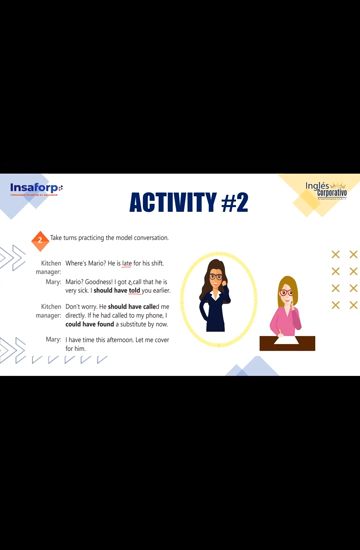 Insaforp
Inglés
Corporativo
ACTIVITY #2
2. Take turns practicing the model conversation.
Kitchen manager: Where's Mario? He is late for his shift.
Mary: Mario? Goodness! I got a call that he is
very sick. I should have told you earlier.
Kitchen manager: Don't worry. He should have called me
directly. If he had called to my phone, I
could have found a substitute by now.
Mary: I have time this afternoon. Let me cover
for him.